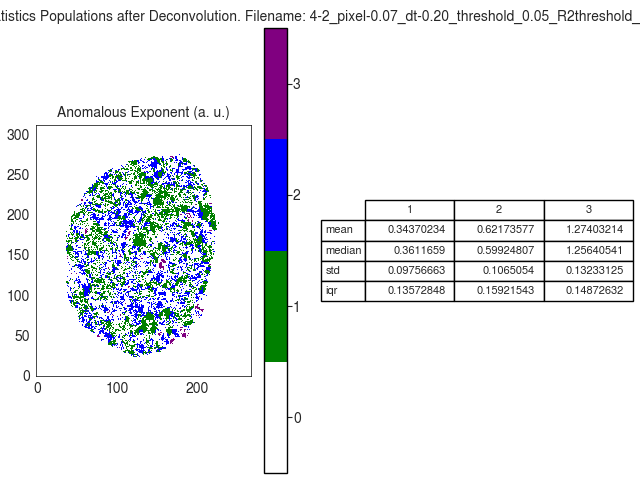 tistics Populations after Deconvolution. Filename: 4-2_pixel-0.07_dt-0.20_threshold_0.05_R2threshold_
Anomalous Exponent (a. u.)
300
250
200
150
100
50
0
0 100 200
3
2
1
0
1 2 3
mean 0.34370234 0.62173577 1.27403214
median 0.3611659 0.59924807 1.25640541
std 0.09756663 0.1065054 0.13233125
iqr 0.13572848 0.15921543 0.14872632